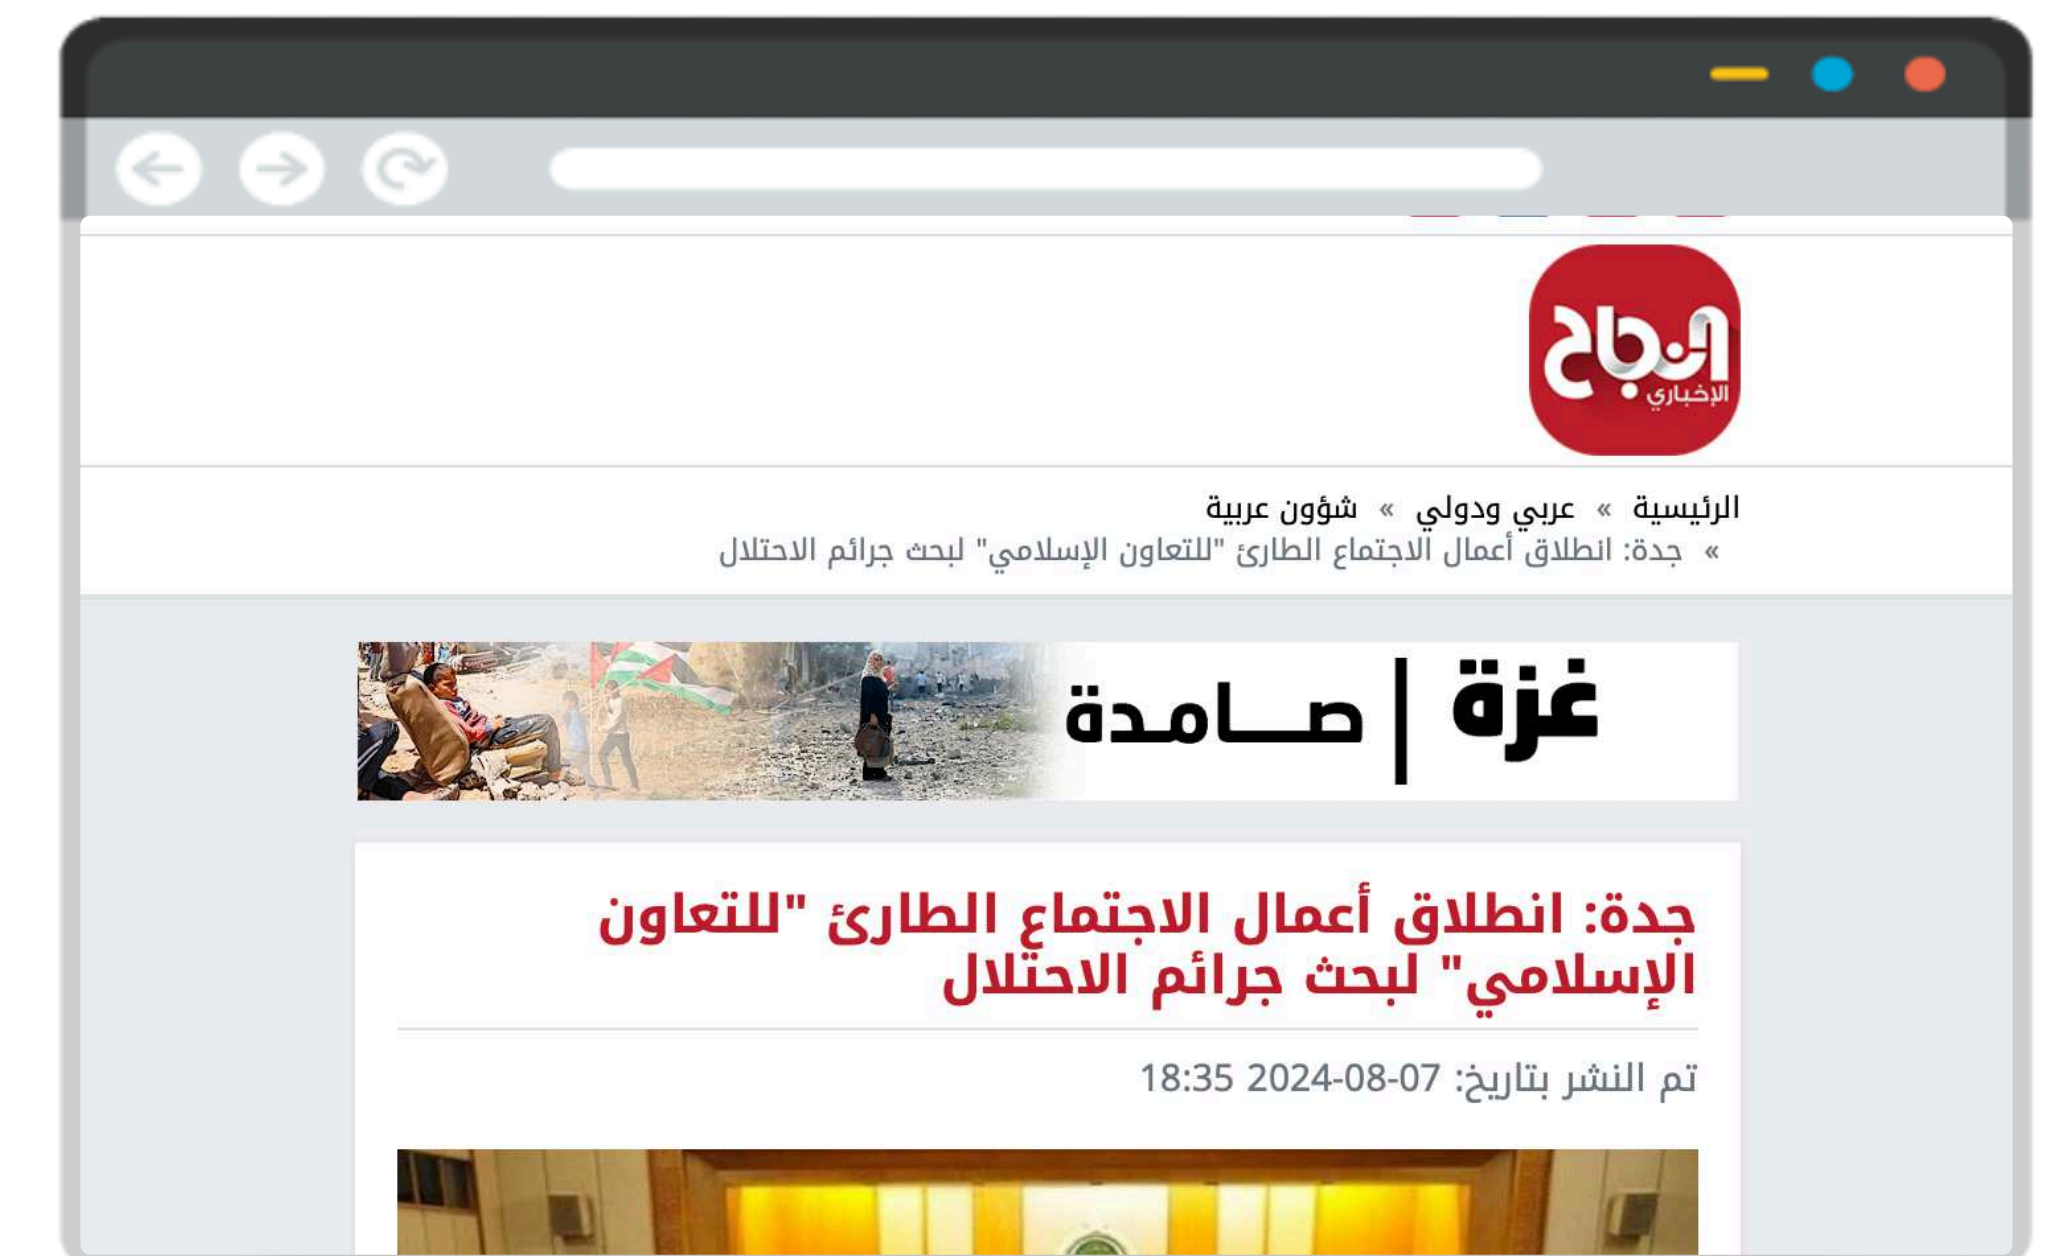 النجاح
الإخباري
الرئيسية » عربي ودولي » شؤون عربية
» جدة: انطلاق أعمال الاجتماع الطارئ "للتعاون الإسلامي" لبحث جرائم الاحتلال
غزة | صـــامدة
جدة: انطلاق أعمال الاجتماع الطارئ "للتعاون
الإسلامي" لبحث جرائم الاحتلال
تم النشر بتاريخ: 07-08-2024 18:35